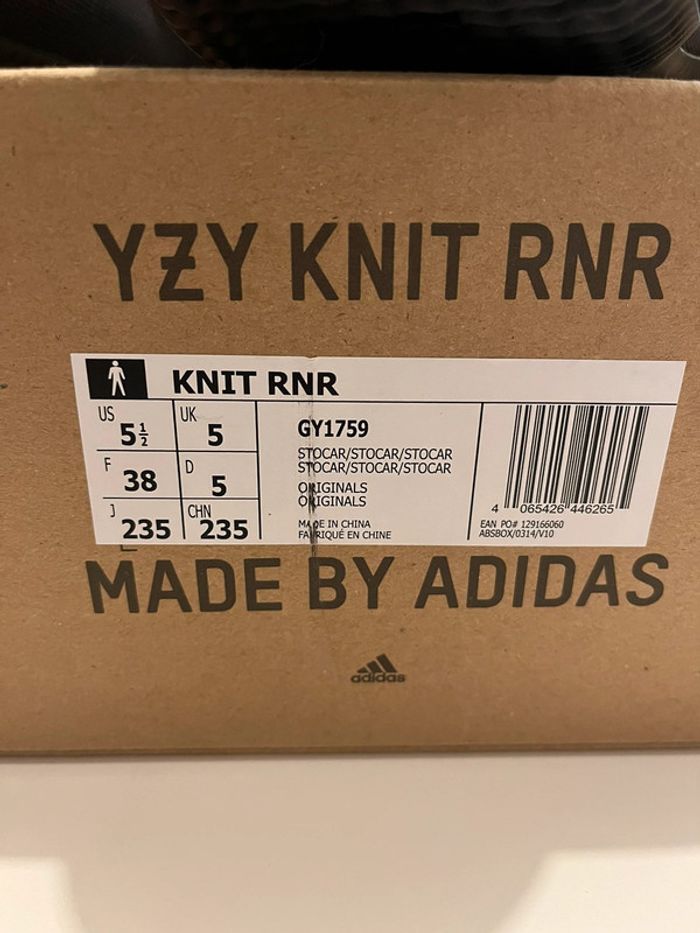 YZY KNIT RNR
KNIT RNR
US 5½ UK 5
F 38 D 5
J 235 CHN 235
GY1759
STOCAR/STOCAR/STOCAR
STOCAR/STOCAR/STOCAR
ORIGINALS
ORIGINALS
MADE IN CHINA
FABRIQUÉ EN CHINE
4 065426 446265
EAN PO# 129166060
ABSBOX/0314/V10
MADE BY ADIDAS
adidas